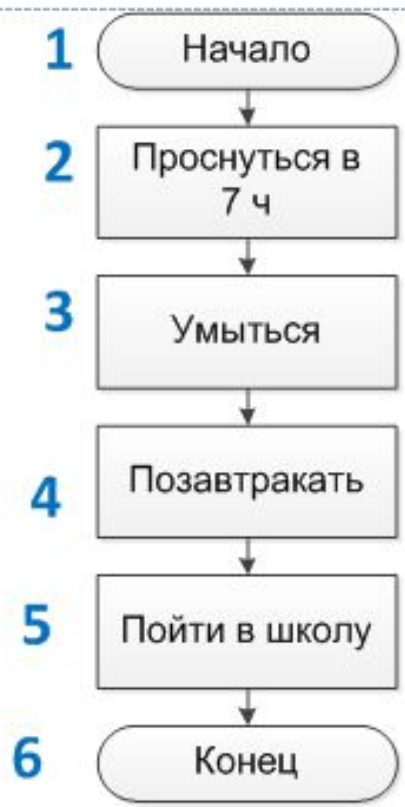 1 Начало
2 Проснуться в
7 ч
3 Умыться
4 Позавтракать
5 Пойти в школу
6 Конец